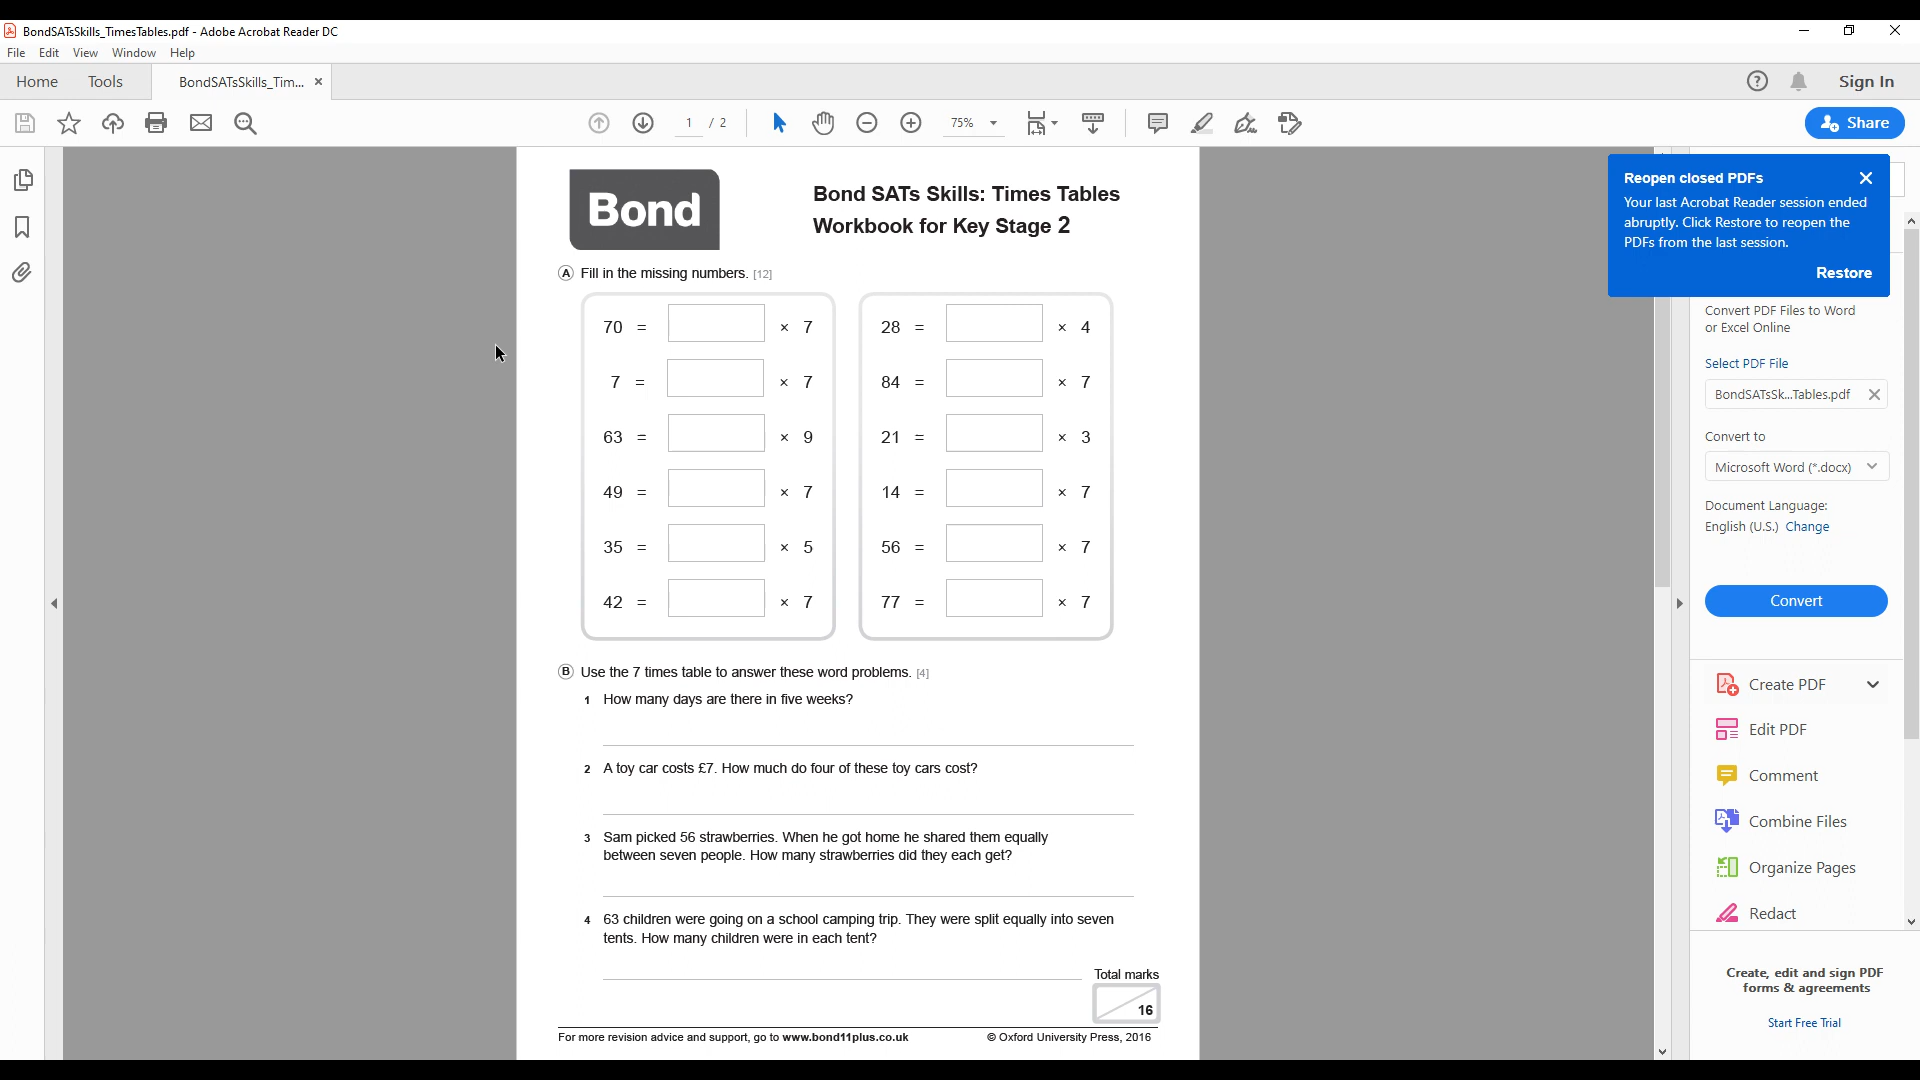 BondSATsSkills_TimesTables.pdf - Adobe Acrobat Reader DC
File Edit View Window Help
Home Tools BondSATsSkills_Tim... × ? Sign In
1 / 2 75% Share
Bond
Bond SATs Skills: Times Tables
Workbook for Key Stage 2
A Fill in the missing numbers. [12]
70 = × 7
7 = × 7
63 = × 9
49 = × 7
35 = × 5
42 = × 7
28 = × 4
84 = × 7
21 = × 3
14 = × 7
56 = × 7
77 = × 7
B Use the 7 times table to answer these word problems. [4]
1 How many days are there in five weeks?
2 A toy car costs £7. How much do four of these toy cars cost?
3 Sam picked 56 strawberries. When he got home he shared them equally
between seven people. How many strawberries did they each get?
4 63 children were going on a school camping trip. They were split equally into seven
tents. How many children were in each tent?
Total marks
16
For more revision advice and support, go to www.bond11plus.co.uk © Oxford University Press, 2016
Reopen closed PDFs
Your last Acrobat Reader session ended
abruptly. Click Restore to reopen the
PDFs from the last session.
Restore
Convert PDF Files to Word
or Excel Online
Select PDF File
BondSATsSk...Tables.pdf
Convert to
Microsoft Word (*.docx)
Document Language:
English (U.S.) Change
Convert
Create PDF
Edit PDF
Comment
Combine Files
Organize Pages
Redact
Create, edit and sign PDF
forms & agreements
Start Free Trial